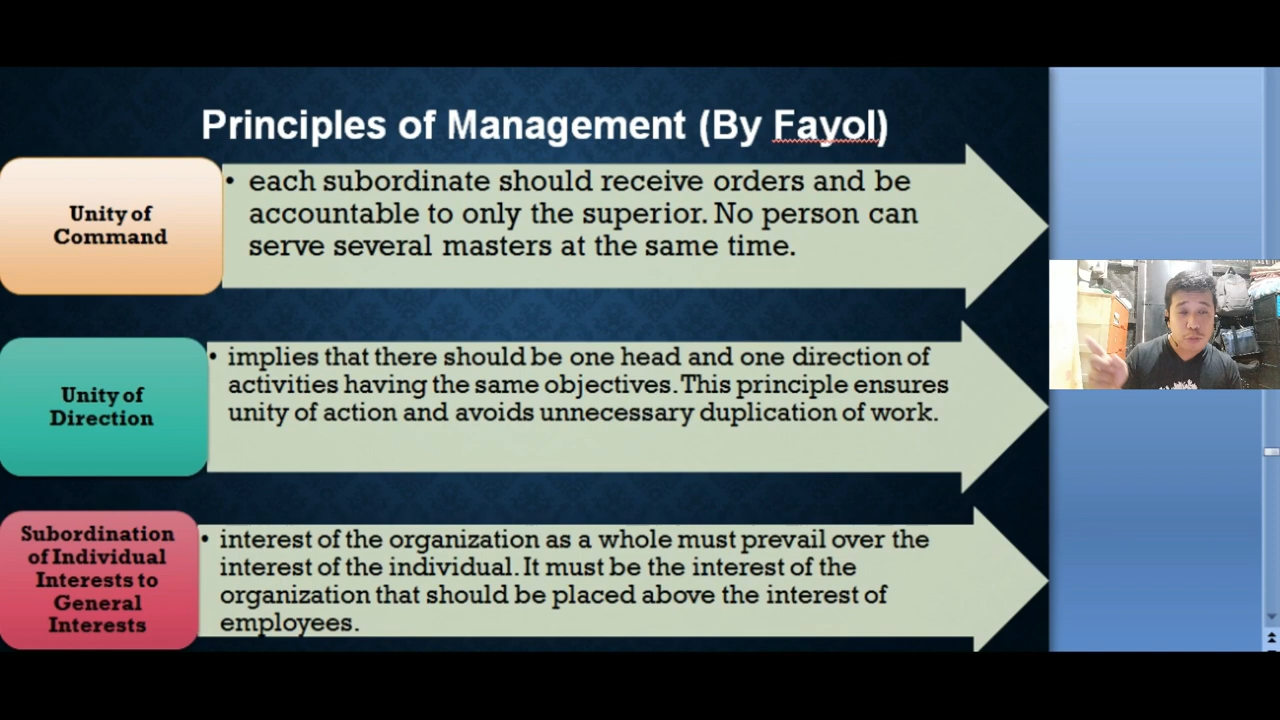 Principles of Management (By Fayol)
Unity of
Command
• each subordinate should receive orders and be
accountable to only the superior. No person can
serve several masters at the same time.
Unity of
Direction
• implies that there should be one head and one direction of
activities having the same objectives. This principle ensures
unity of action and avoids unnecessary duplication of work.
Subordination
of Individual
Interests to
General
Interests
• interest of the organization as a whole must prevail over the
interest of the individual. It must be the interest of the
organization that should be placed above the interest of
employees.